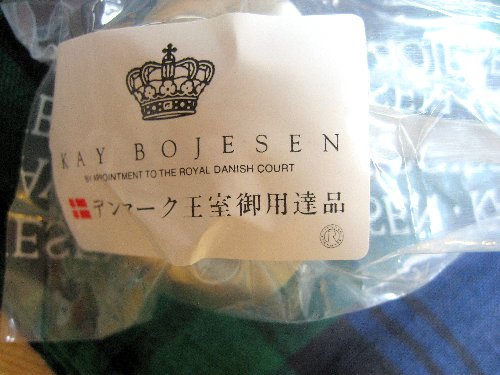 KAY BOJESEN
BY APPOINTMENT TO THE ROYAL DANISH COURT
デンマーク王室御用達品